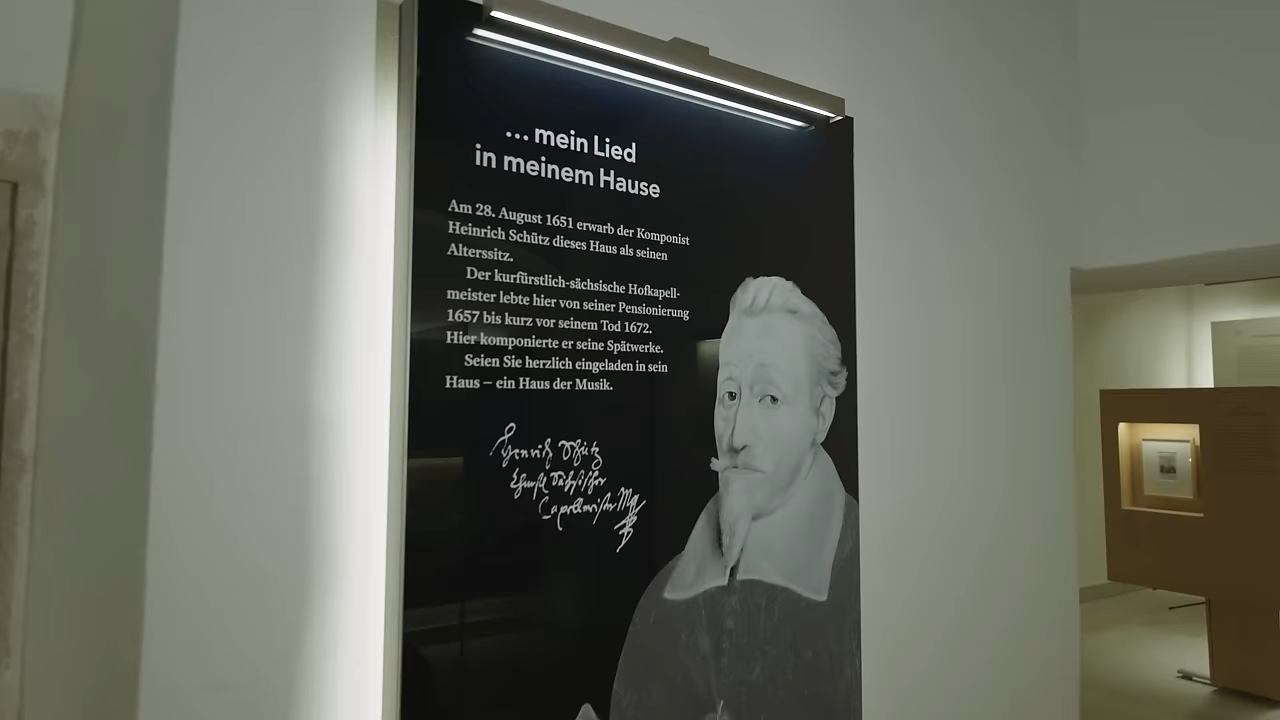 ... mein Lied
in meinem Hause
Am 28. August 1651 erwarb der Komponist
Heinrich Schütz dieses Haus als seinen
Alterssitz.
Der kurfürstlich-sächsische Hofkapell-
meister lebte hier von seiner Pensionierung
1657 bis kurz vor seinem Tod 1672.
Hier komponierte er seine Spätwerke.
Seien Sie herzlich eingeladen in sein
Haus – ein Haus der Musik.
Henrich Schütz